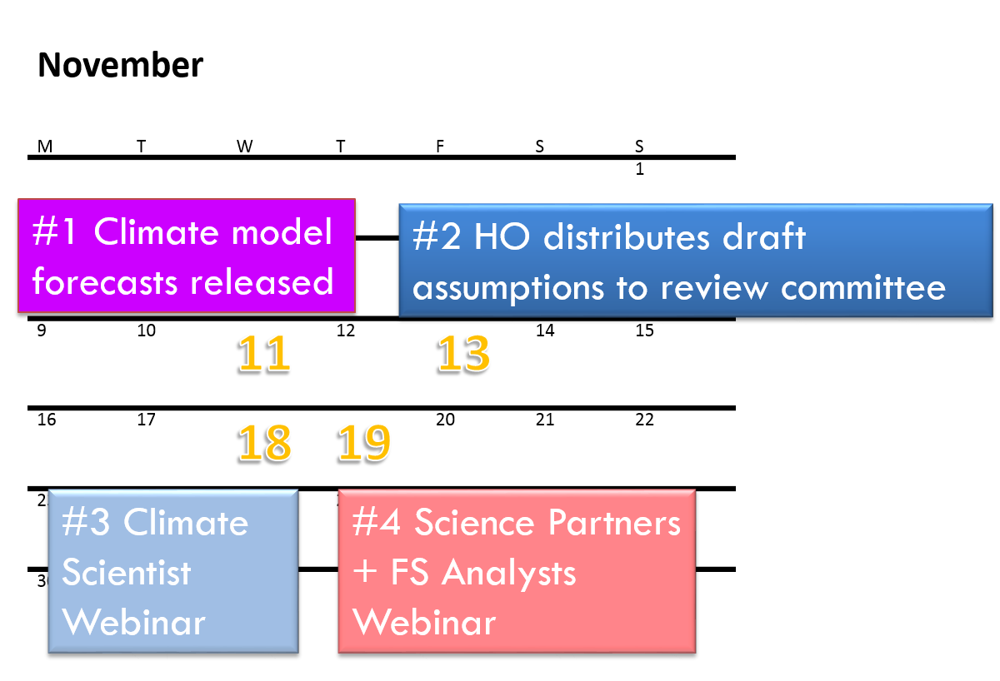 November
M T W T F S S
1
#1 Climate model
forecasts released
#2 HO distributes draft
assumptions to review committee
9 10 11 12 13 14 15
16 17 18 19 20 21 22
#3 Climate
Scientist
Webinar
#4 Science Partners
+ FS Analysts
Webinar